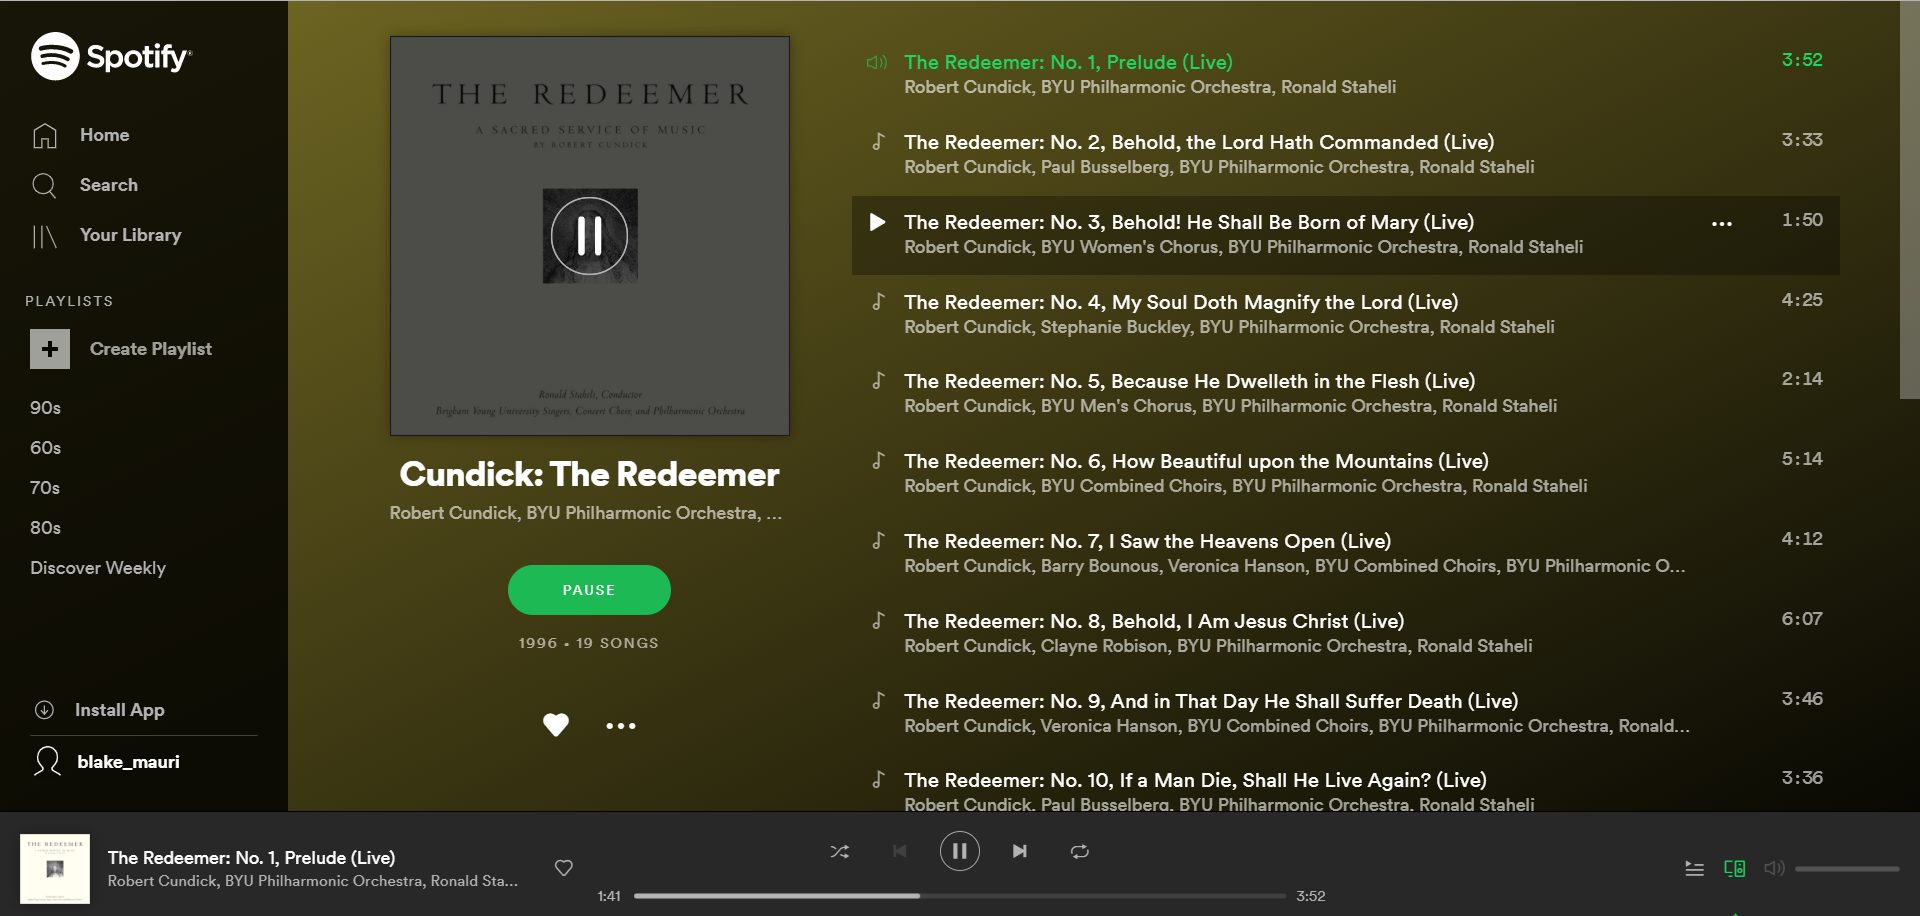 Spotify
Home
Search
Your Library
PLAYLISTS
Create Playlist
90s
60s
70s
80s
Discover Weekly
Install App
blake_mauri
THE REDEEMER
A SACRED SERVICE OF MUSIC
BY ROBERT CUNDICK
Ronald Staheli, Conductor
Brigham Young University Singers, Concert Choir, and Philharmonic Orchestra
Cundick: The Redeemer
Robert Cundick, BYU Philharmonic Orchestra, ...
PAUSE
1996 • 19 SONGS
The Redeemer: No. 1, Prelude (Live) 3:52
Robert Cundick, BYU Philharmonic Orchestra, Ronald Staheli
The Redeemer: No. 2, Behold, the Lord Hath Commanded (Live) 3:33
Robert Cundick, Paul Busselberg, BYU Philharmonic Orchestra, Ronald Staheli
The Redeemer: No. 3, Behold! He Shall Be Born of Mary (Live) 1:50
Robert Cundick, BYU Women's Chorus, BYU Philharmonic Orchestra, Ronald Staheli
The Redeemer: No. 4, My Soul Doth Magnify the Lord (Live) 4:25
Robert Cundick, Stephanie Buckley, BYU Philharmonic Orchestra, Ronald Staheli
The Redeemer: No. 5, Because He Dwelleth in the Flesh (Live) 2:14
Robert Cundick, BYU Men's Chorus, BYU Philharmonic Orchestra, Ronald Staheli
The Redeemer: No. 6, How Beautiful upon the Mountains (Live) 5:14
Robert Cundick, BYU Combined Choirs, BYU Philharmonic Orchestra, Ronald Staheli
The Redeemer: No. 7, I Saw the Heavens Open (Live) 4:12
Robert Cundick, Barry Bounous, Veronica Hanson, BYU Combined Choirs, BYU Philharmonic O...
The Redeemer: No. 8, Behold, I Am Jesus Christ (Live) 6:07
Robert Cundick, Clayne Robison, BYU Philharmonic Orchestra, Ronald Staheli
The Redeemer: No. 9, And in That Day He Shall Suffer Death (Live) 3:46
Robert Cundick, Veronica Hanson, BYU Combined Choirs, BYU Philharmonic Orchestra, Ronald...
The Redeemer: No. 10, If a Man Die, Shall He Live Again? (Live) 3:36
Robert Cundick, Paul Busselberg, BYU Philharmonic Orchestra, Ronald Staheli
THE REDEEMER
The Redeemer: No. 1, Prelude (Live)
Robert Cundick, BYU Philharmonic Orchestra, Ronald Sta...
1:41 3:52